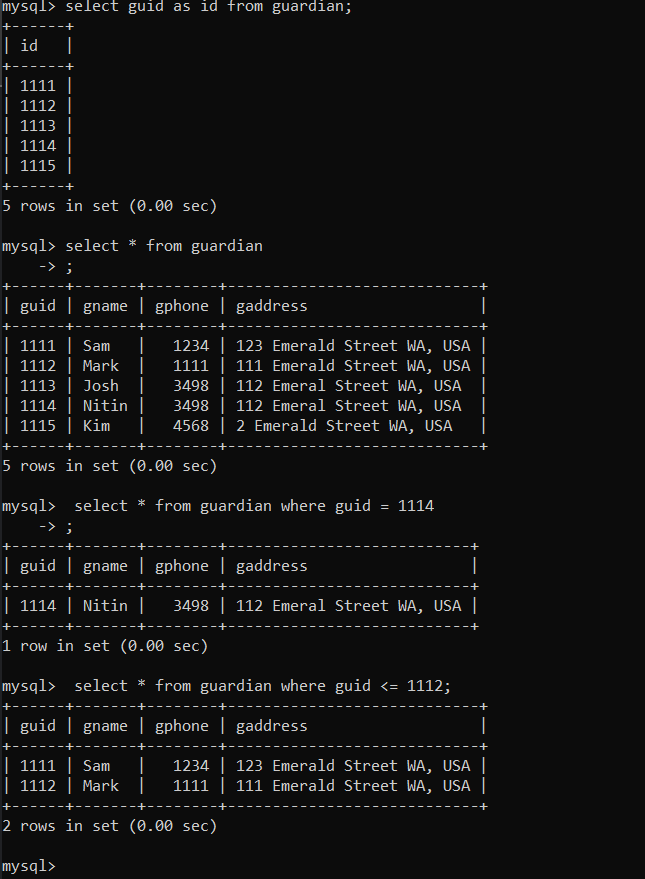 mysql> select guid as id from guardian;
+------+
| id   |
+------+
| 1111 |
| 1112 |
| 1113 |
| 1114 |
| 1115 |
+------+
5 rows in set (0.00 sec)

mysql> select * from guardian
    -> ;
+------+-------+--------+----------------------------+
| guid | gname | gphone | gaddress                   |
+------+-------+--------+----------------------------+
| 1111 | Sam   |   1234 | 123 Emerald Street WA, USA |
| 1112 | Mark  |   1111 | 111 Emerald Street WA, USA |
| 1113 | Josh  |   3498 | 112 Emeral Street WA, USA  |
| 1114 | Nitin |   3498 | 112 Emeral Street WA, USA  |
| 1115 | Kim   |   4568 | 2 Emerald Street WA, USA   |
+------+-------+--------+----------------------------+
5 rows in set (0.00 sec)

mysql>  select * from guardian where guid = 1114
    -> ;
+------+-------+--------+---------------------------+
| guid | gname | gphone | gaddress                  |
+------+-------+--------+---------------------------+
| 1114 | Nitin |   3498 | 112 Emeral Street WA, USA |
+------+-------+--------+---------------------------+
1 row in set (0.00 sec)

mysql>  select * from guardian where guid <= 1112;
+------+-------+--------+----------------------------+
| guid | gname | gphone | gaddress                   |
+------+-------+--------+----------------------------+
| 1111 | Sam   |   1234 | 123 Emerald Street WA, USA |
| 1112 | Mark  |   1111 | 111 Emerald Street WA, USA |
+------+-------+--------+----------------------------+
2 rows in set (0.00 sec)

mysql>